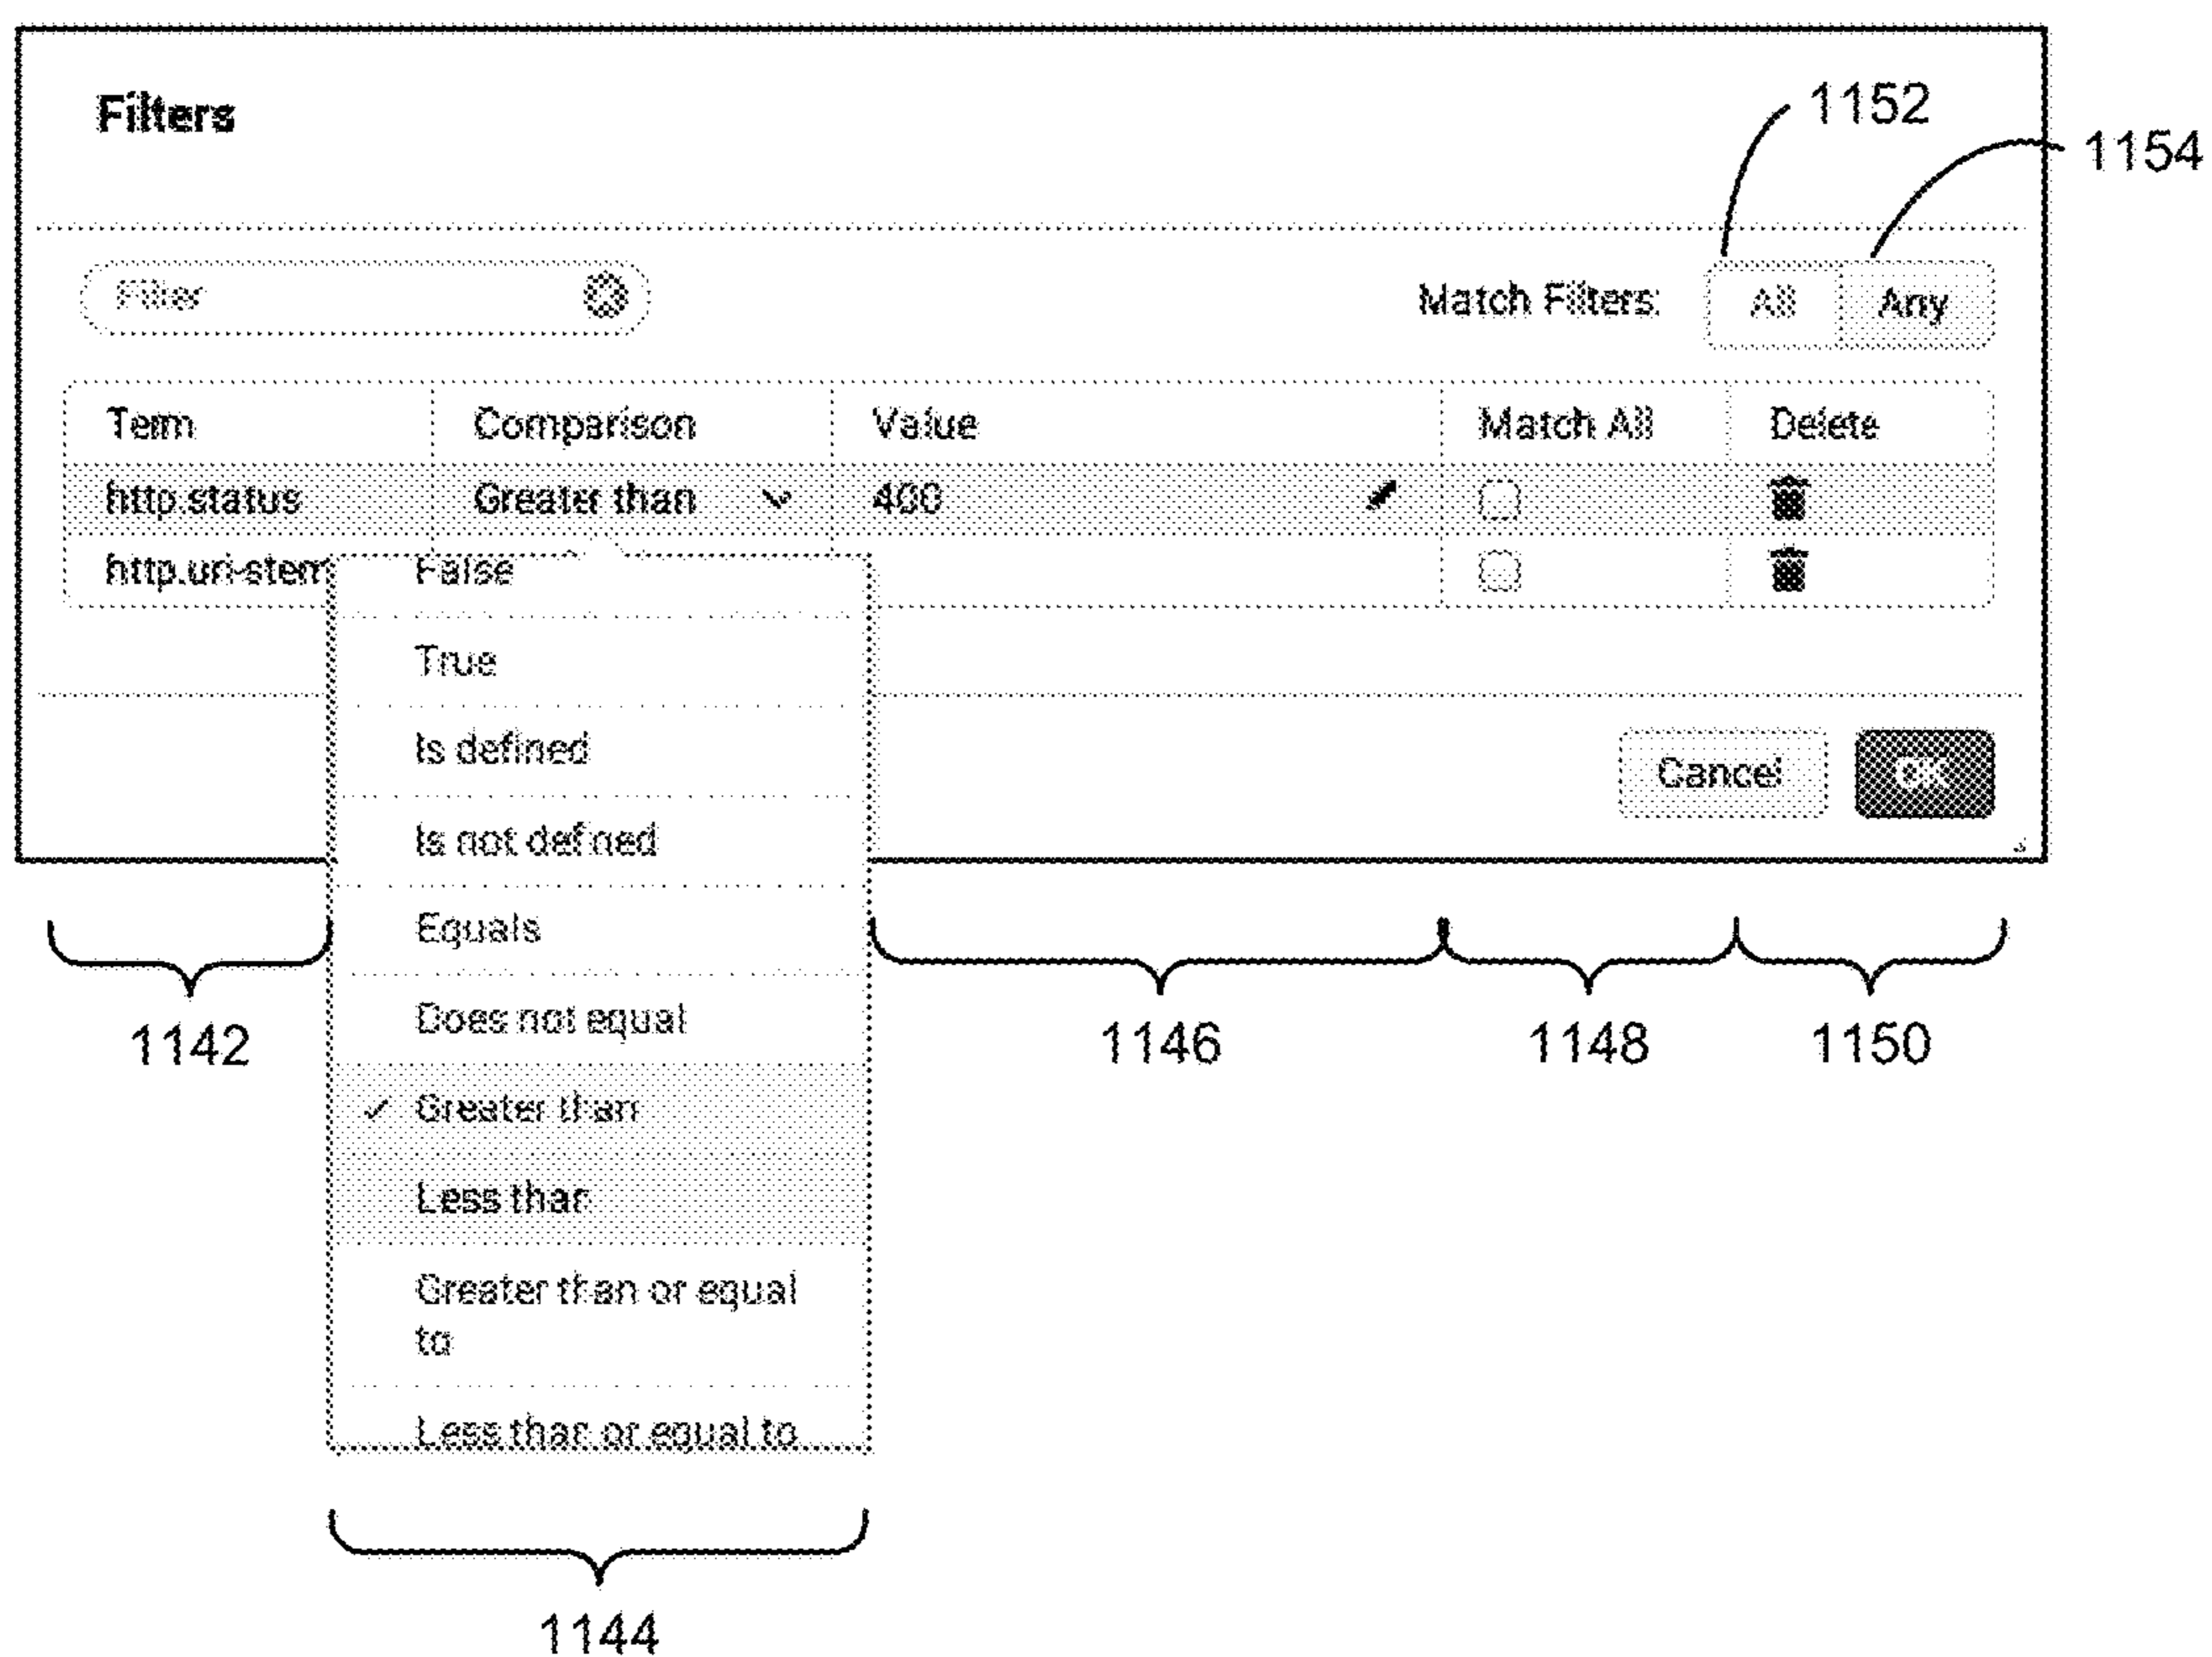 Filters
1152
1154
Filter
Match Filters: All Any
Term Comparison Value Match All Delete
http.status Greater than 400
http.uri-stem
False
True
Is defined
Is not defined
Equals
Does not equal
Greater than
Less than
Greater than or equal
to
Less than or equal to
Cancel OK
1142
1146
1148
1150
1144